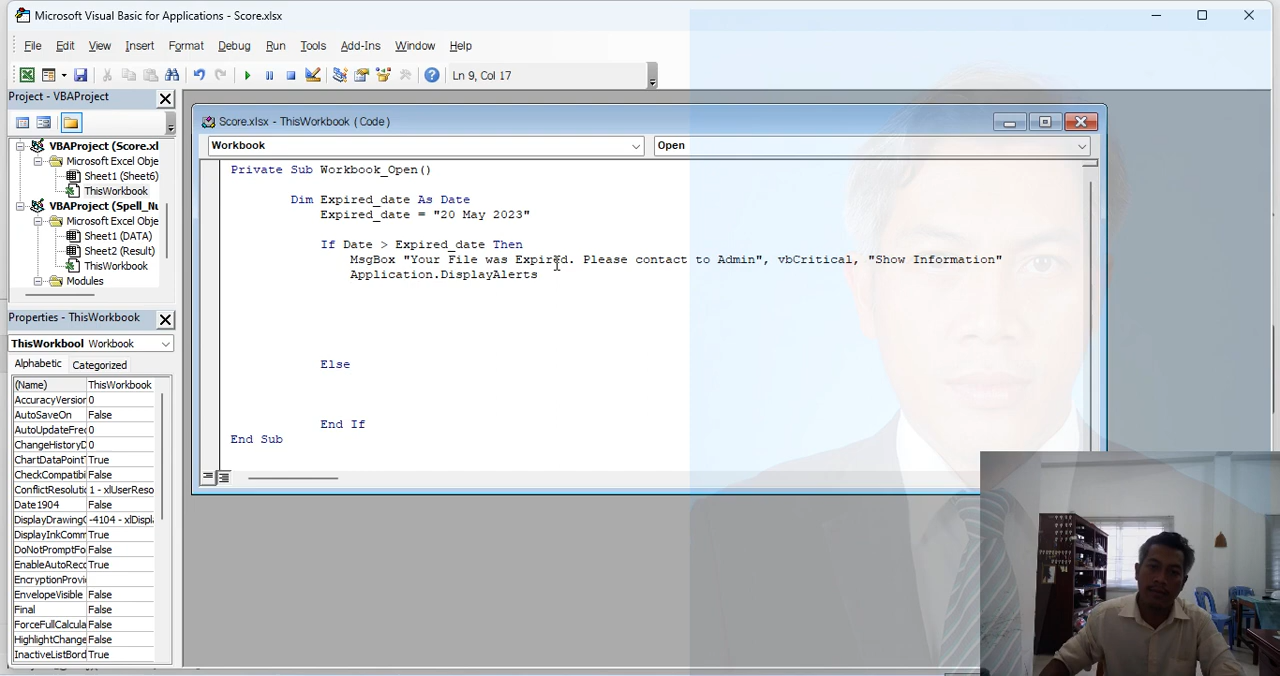 Microsoft Visual Basic for Applications - Score.xlsx
File Edit View Insert Format Debug Run Tools Add-Ins Window Help
Ln 9, Col 17
Project - VBAProject
VBAProject (Score.xl
Microsoft Excel Obje
Sheet1 (Sheet6)
ThisWorkbook
VBAProject (Spell_Nu
Microsoft Excel Obje
Sheet1 (DATA)
Sheet2 (Result)
ThisWorkbook
Modules
Properties - ThisWorkbook
ThisWorkbool Workbook
Alphabetic Categorized
(Name) ThisWorkbook
AccuracyVersion 0
AutoSaveOn False
AutoUpdateFre 0
ChangeHistoryD 0
ChartDataPoint True
CheckCompatibi False
ConflictResoluti 1 - xlUserReso
Date1904 False
DisplayDrawing -4104 - xlDispl
DisplayInkComm True
DoNotPromptFo False
EnableAutoReco True
EncryptionProvi
EnvelopeVisible False
Final False
ForceFullCalcula False
HighlightChange False
InactiveListBord True
Score.xlsx - ThisWorkbook (Code)
Workbook Open
Private Sub Workbook_Open()
Dim Expired_date As Date
Expired_date = "20 May 2023"
If Date > Expired_date Then
MsgBox "Your File was Expired. Please contact to Admin", vbCritical, "Show Information"
Application.DisplayAlerts
Else
End If
End Sub